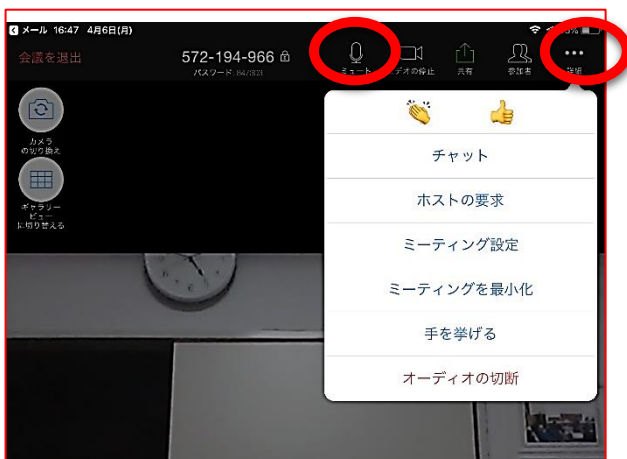 メール 16:47 4月6日(月)
会議を退出
572-194-966
パスワード:
ミュート
ビデオの停止
共有
参加者
詳細
カメラ
の切り換え
ギャラリー
ビュー
に切り替える
チャット
ホストの要求
ミーティング設定
ミーティングを最小化
手を挙げる
オーディオの切断